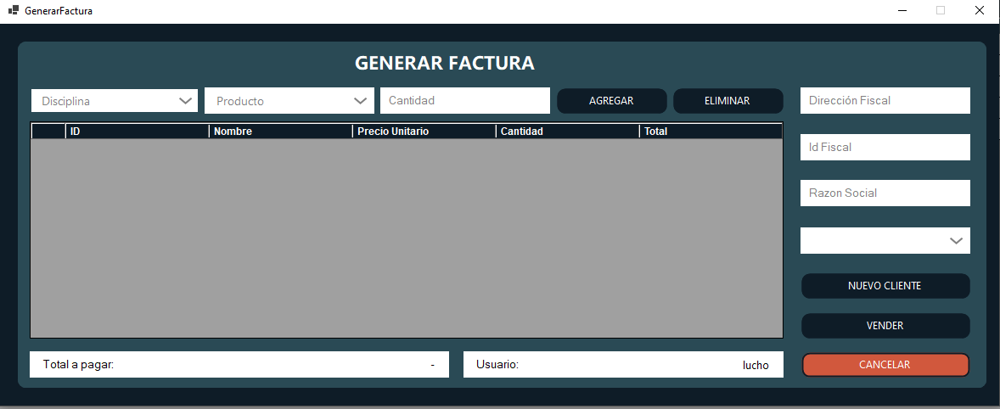 GenerarFactura
GENERAR FACTURA
Disciplina Producto Cantidad AGREGAR ELIMINAR Dirección Fiscal
ID Nombre Precio Unitario Cantidad Total
Id Fiscal
Razon Social
NUEVO CLIENTE
VENDER
Total a pagar: - Usuario: lucho CANCELAR